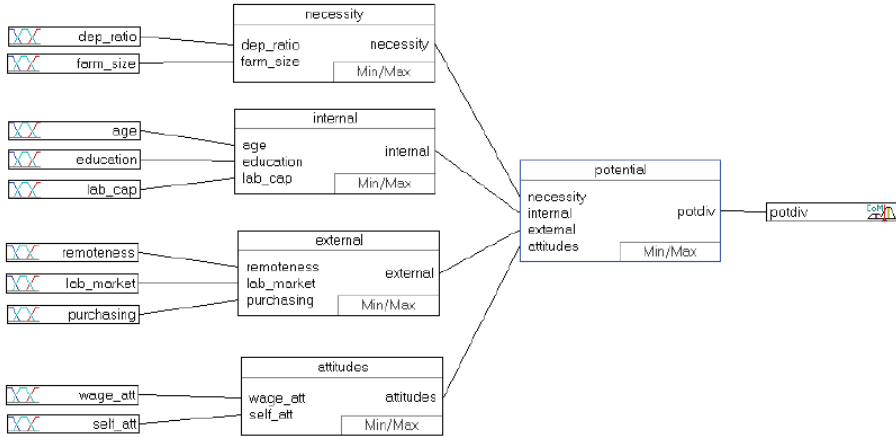 necessity
dep_ratio
farm_size
dep_ratio
farm_size
necessity
Min/Max
internal
age
education
lab_cap
age
education
lab_cap
internal
Min/Max
external
remoteness
lab_market
purchasing
remoteness
lab_market
purchasing
external
Min/Max
attitudes
wage_att
self_att
wage_att
self_att
attitudes
Min/Max
potential
necessity
internal
external
attitudes
potdiv
Min/Max
potdiv
CoM